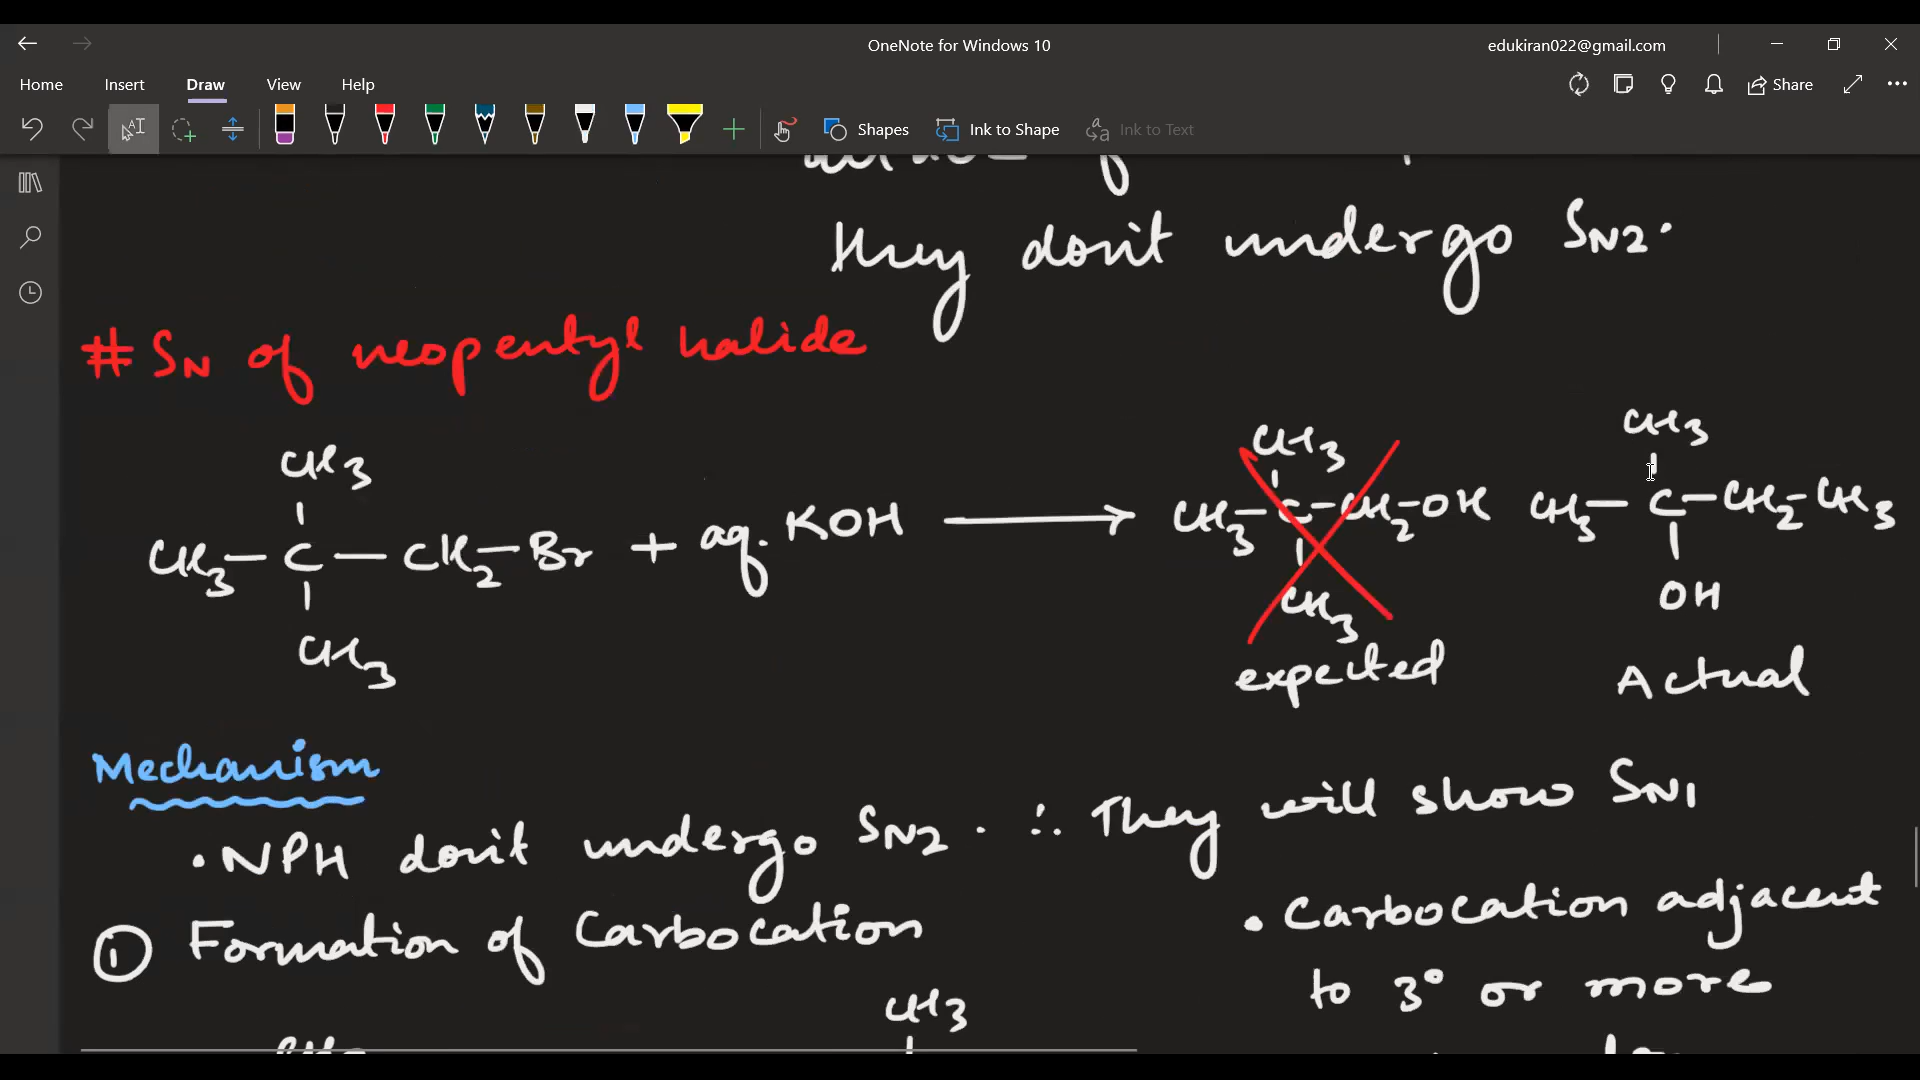 OneNote for Windows 10
edukiran022@gmail.com
Home Insert Draw View Help
Share
Shapes Ink to Shape Ink to Text
They don't undergo SN2.
# SN of neopentyl halide
CH3
CH3—C—CH2—Br + aq. KOH ⟶
CH3
CH3
CH3—C—CH2—OH
CH3
expected
CH3
CH3—C—CH2—CH3
OH
Actual
Mechanism
• NPH don't undergo SN2. ∴ They will show SN1
① Formation of Carbocation
• Carbocation adjacent
to 3° or more
CH3